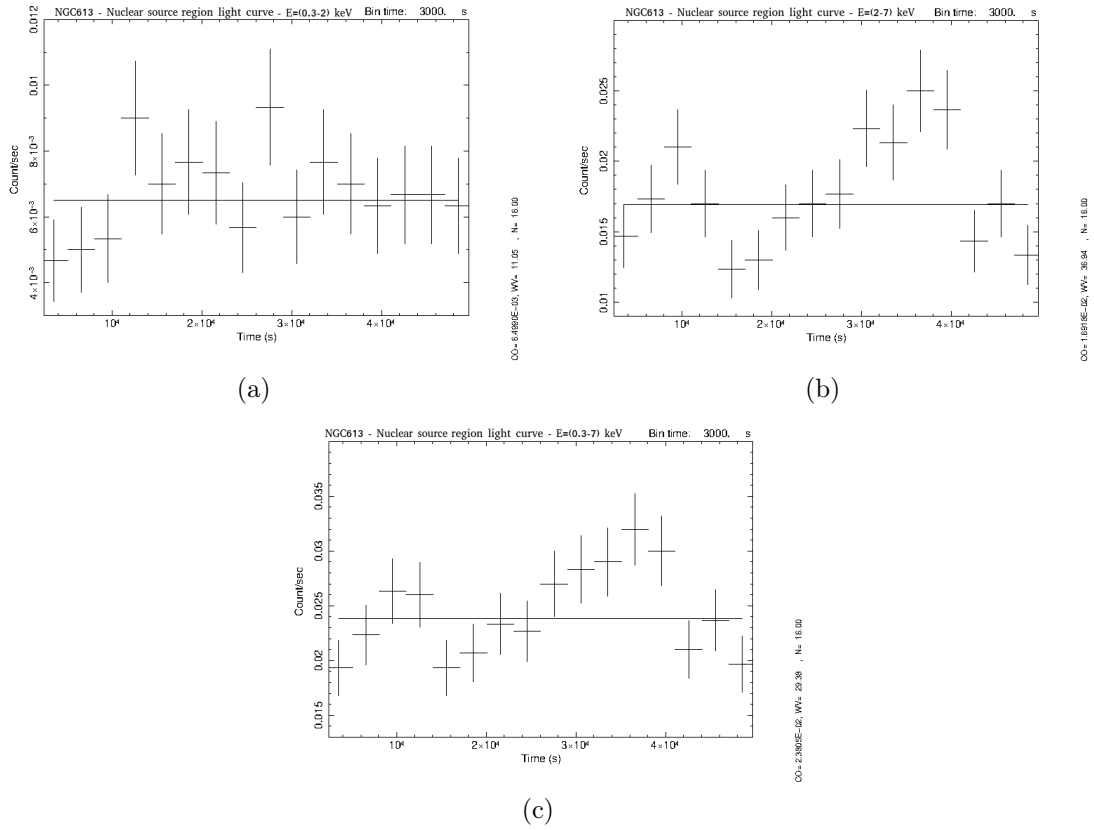 NGC613 - Nuclear source region light curve - E=(0.3-2) keV Bin time: 3000. s
0.012
0.01
8×10⁻³
6×10⁻³
4×10⁻³
Count/sec
10⁴ 2×10⁴ 3×10⁴ 4×10⁴
Time (s)
CO= 6.4990E-03, WV= 11.05 , N= 16.00
(a)
NGC613 - Nuclear source region light curve - E=(2-7) keV Bin time: 3000. s
0.025
0.02
0.015
0.01
Count/sec
10⁴ 2×10⁴ 3×10⁴ 4×10⁴
Time (s)
CO= 1.6918E-02, WV= 36.94 , N= 16.00
(b)
NGC613 - Nuclear source region light curve - E=(0.3-7) keV Bin time: 3000. s
0.035
0.03
0.025
0.02
0.015
Count/sec
10⁴ 2×10⁴ 3×10⁴ 4×10⁴
Time (s)
CO= 2.3805E-02, WV= 29.38 , N= 16.00
(c)